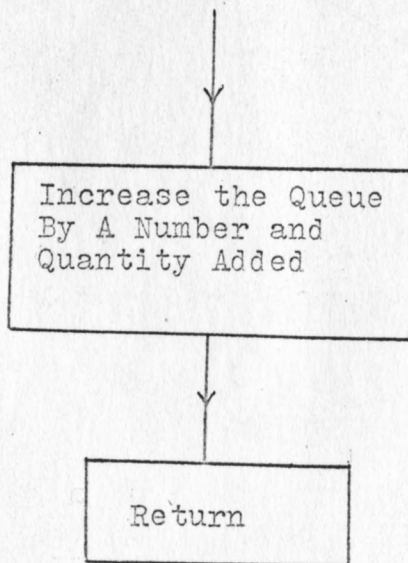 Increase the Queue
By A Number and
Quantity Added
Return